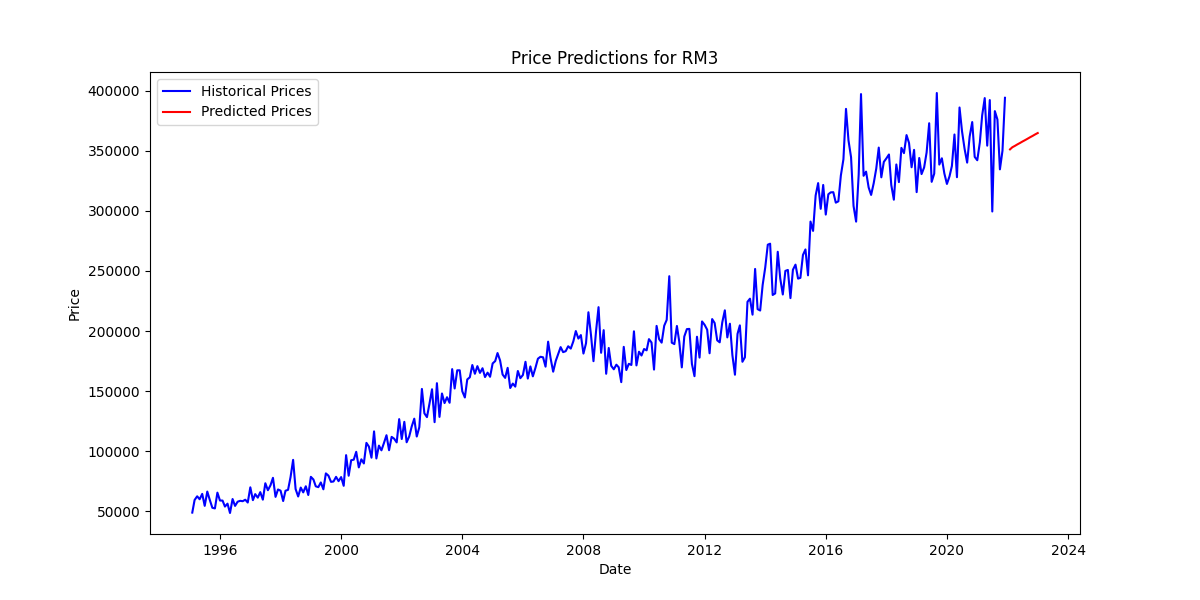 Price Predictions for RM3
Historical Prices
Predicted Prices
400000
350000
300000
250000
200000
150000
100000
50000
Price
1996 2000 2004 2008 2012 2016 2020 2024
Date